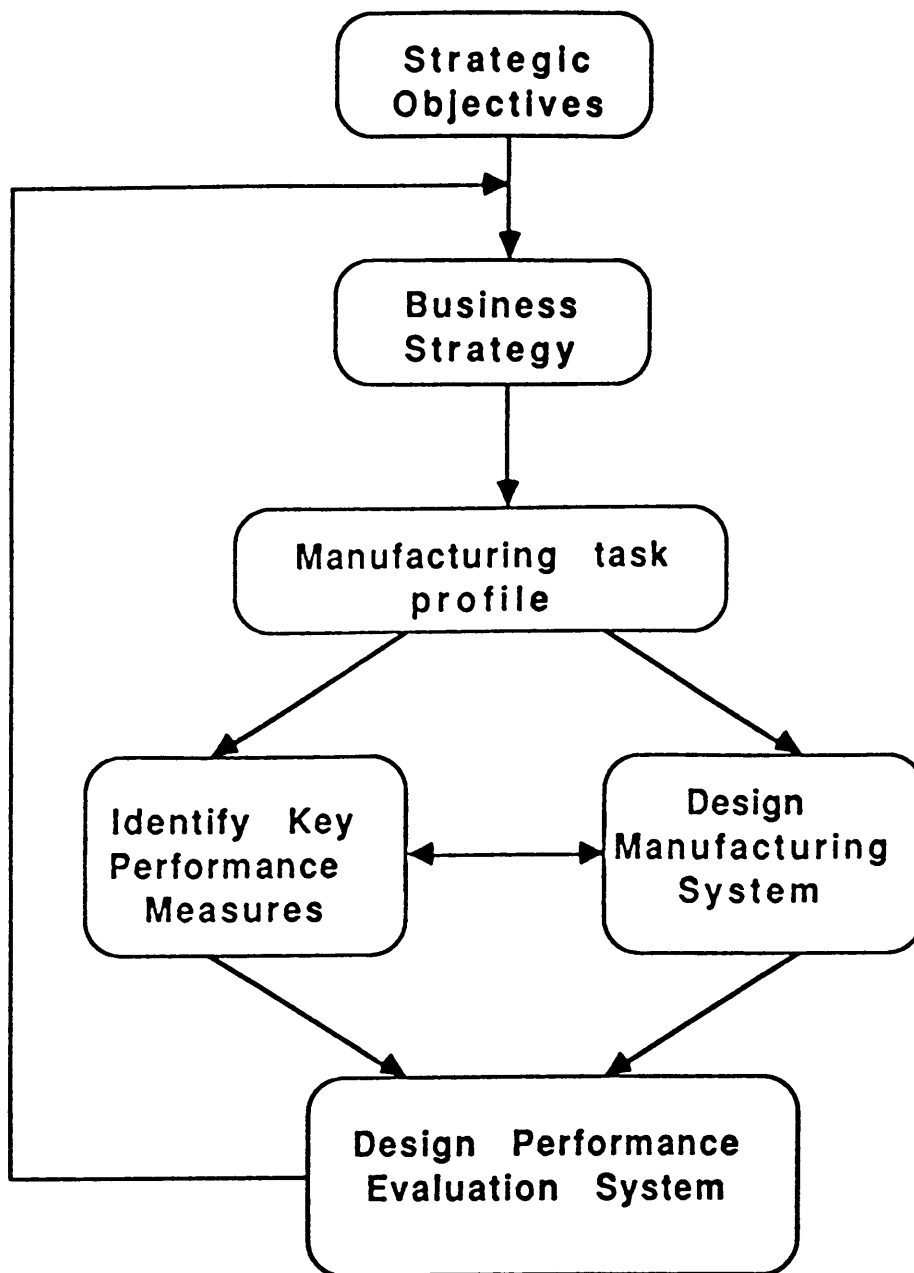 Strategic
Objectives
Business
Strategy
Manufacturing task
profile
Identify Key
Performance
Measures
Design
Manufacturing
System
Design Performance
Evaluation System